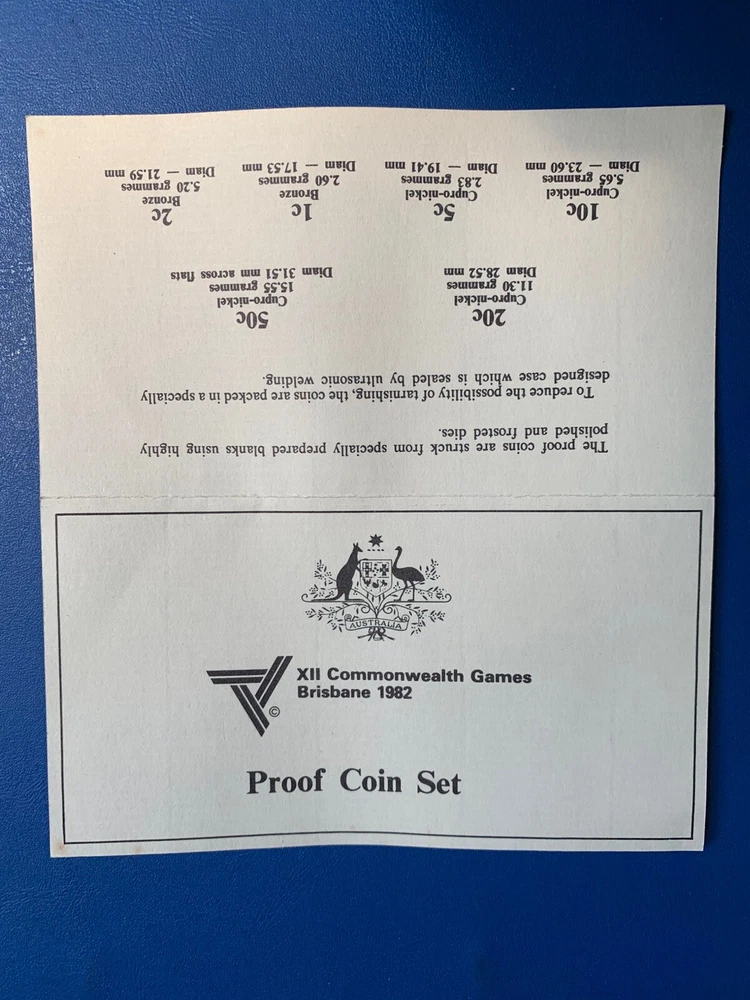 AUSTRALIA
XII Commonwealth Games
Brisbane 1982
©
Proof Coin Set
The proof coins are struck from specially prepared blanks using highly
polished and frosted dies.
To reduce the possibility of tarnishing, the coins are packed in a specially
designed case which is sealed by ultrasonic welding.
20c
Cupro-nickel
11.30 grammes
Diam 28.52 mm
50c
Cupro-nickel
15.55 grammes
Diam 31.51 mm across flats
10c
Cupro-nickel
5.65 grammes
Diam — 23.60 mm
5c
Cupro-nickel
2.83 grammes
Diam — 19.41 mm
1c
Bronze
2.60 grammes
Diam — 17.53 mm
2c
Bronze
5.20 grammes
Diam — 21.59 mm